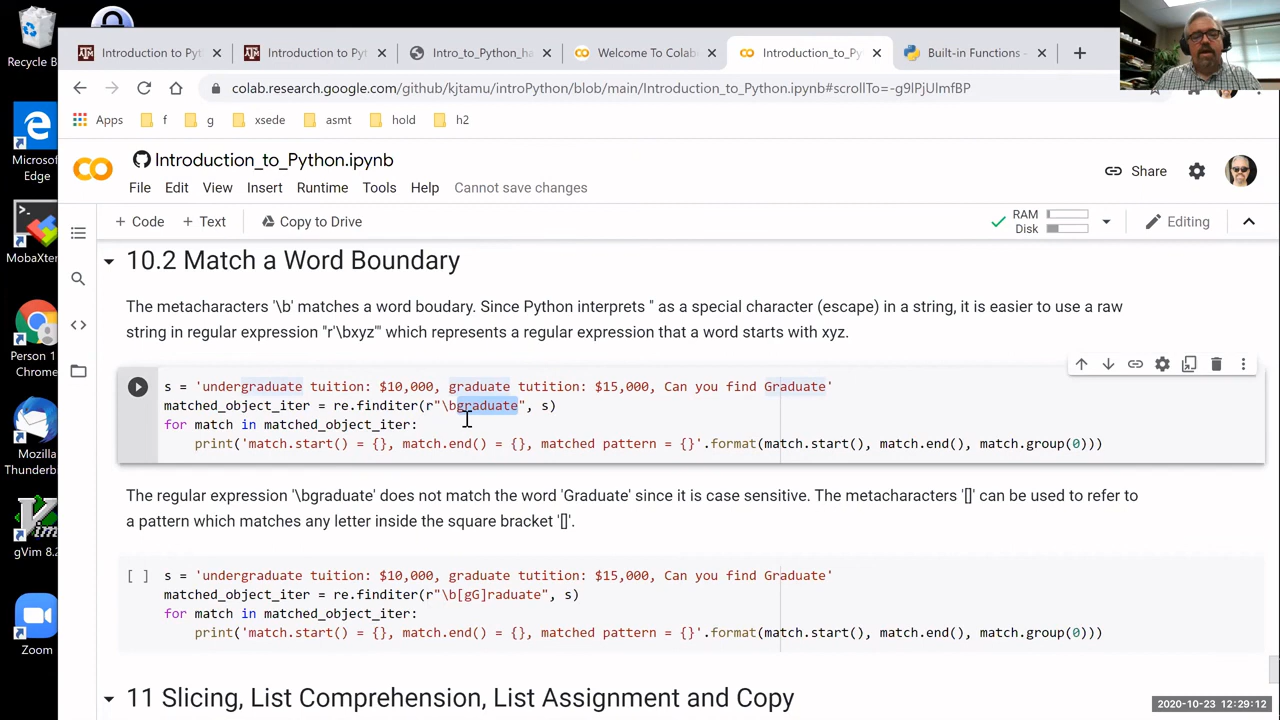 Recycle B
Introduction to Pyt
Introduction to Pyt
Intro_to_Pyth
Welcome To Colab
Introduction_to_Py
Built-in Functions
colab.research.google.com/github/kjtamu/introPython/blob/main/Introduction_to_Python.ipynb#scrollTo=-g9lPjUlmfBP
Apps f g xsede asmt hold h2
Microsof
Edge
Introduction_to_Python.ipynb
Share
File Edit View Insert Runtime Tools Help Cannot save changes
+ Code + Text Copy to Drive
RAM
Disk
Editing
MobaXter
10.2 Match a Word Boundary
The metacharacters '\b' matches a word boudary. Since Python interprets '' as a special character (escape) in a string, it is easier to use a raw
string in regular expression "r'\bxyz'" which represents a regular expression that a word starts with xyz.
Person 1
Chrome
s = 'undergraduate tuition: $10,000, graduate tutition: $15,000, Can you find Graduate'
matched_object_iter = re.finditer(r"\bgraduate", s)
for match in matched_object_iter:
print('match.start() = {}, match.end() = {}, matched pattern = {}'.format(match.start(), match.end(), match.group(0)))
Mozilla
Thunderb
The regular expression '\bgraduate' does not match the word 'Graduate' since it is case sensitive. The metacharacters '[]' can be used to refer to
a pattern which matches any letter inside the square bracket '[]'.
gVim 8.2
[ ]
s = 'undergraduate tuition: $10,000, graduate tutition: $15,000, Can you find Graduate'
matched_object_iter = re.finditer(r"\b[gG]raduate", s)
for match in matched_object_iter:
print('match.start() = {}, match.end() = {}, matched pattern = {}'.format(match.start(), match.end(), match.group(0)))
Zoom
11 Slicing, List Comprehension, List Assignment and Copy
2020-10-23 12:29:12